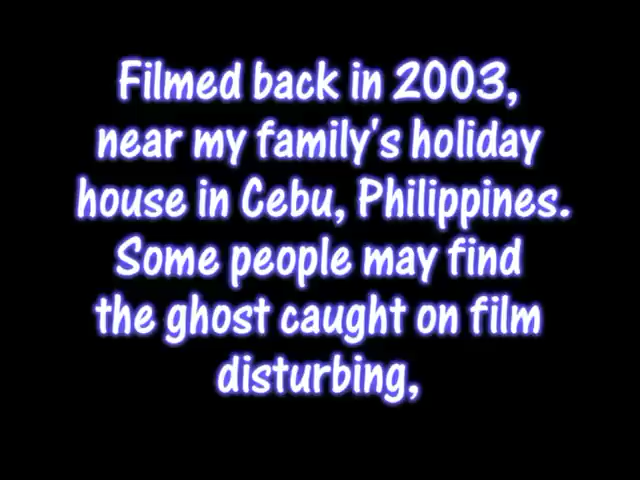 Filmed back in 2003,
near my family's holiday
house in Cebu, Philippines.
Some people may find
the ghost caught on film
disturbing,